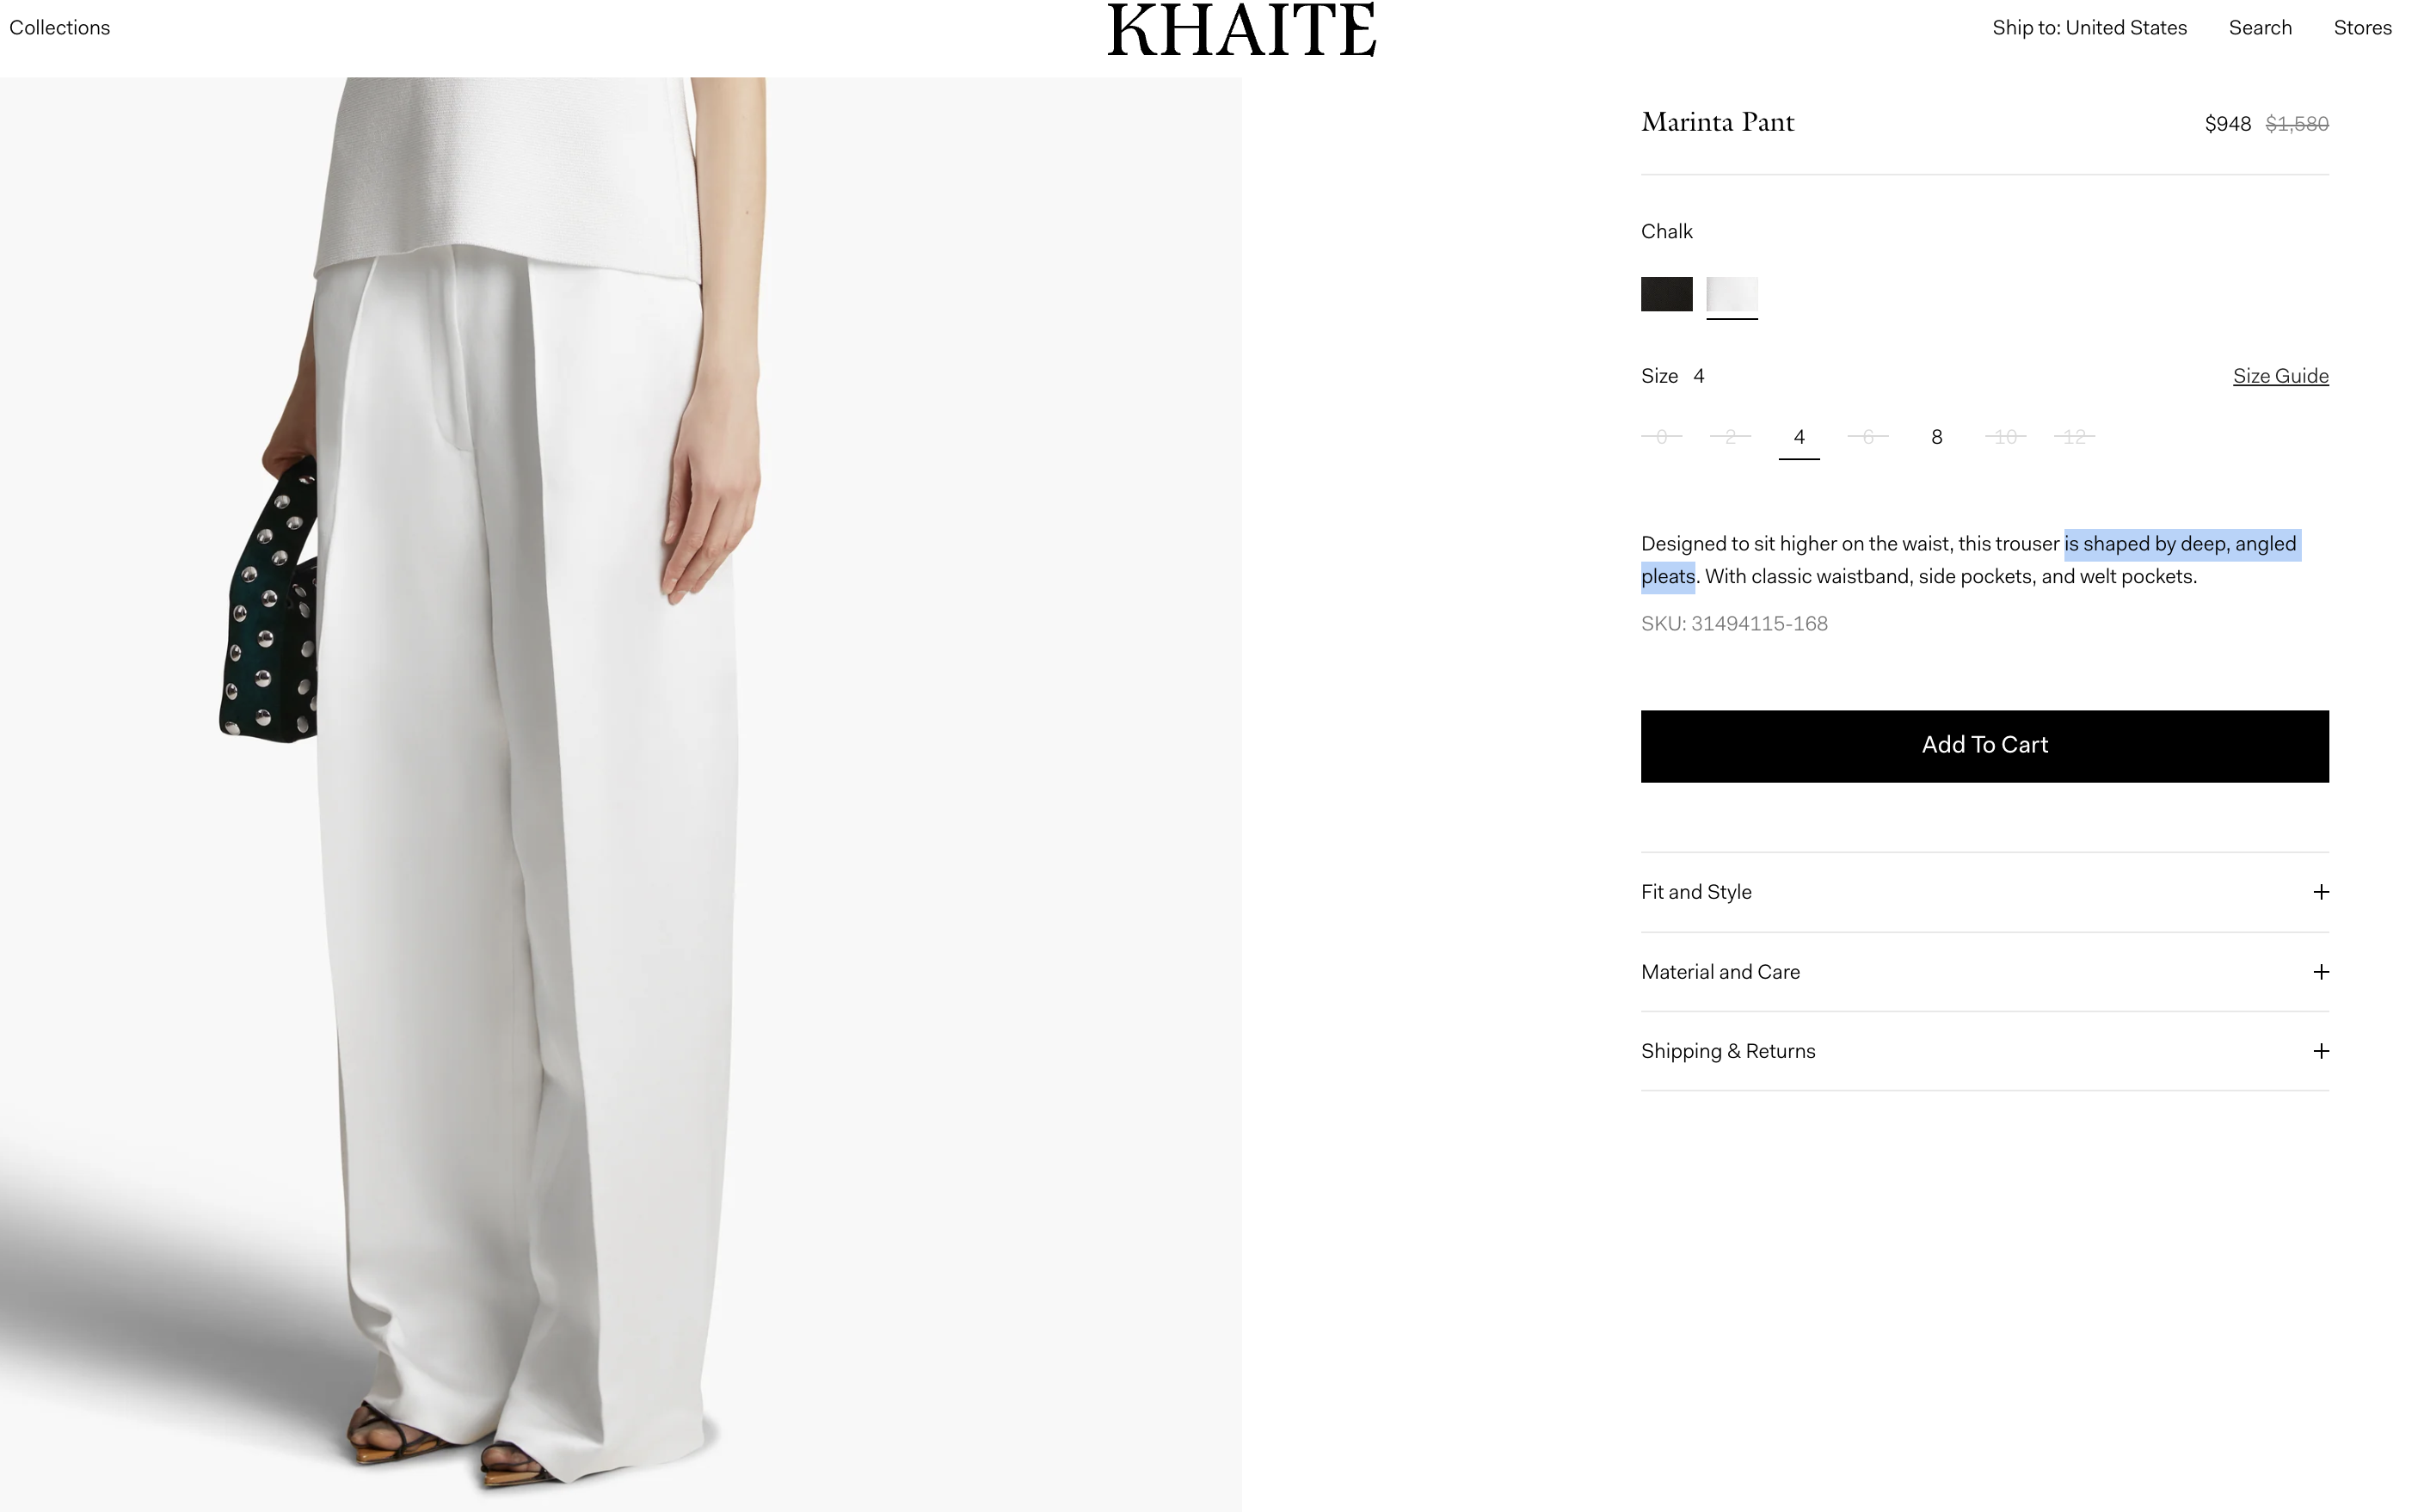 Collections
KHAITE
Ship to: United States
Search
Stores
Marinta Pant
$948 $1,580
Chalk
Size 4
Size Guide
0 2 4 6 8 10 12
Designed to sit higher on the waist, this trouser is shaped by deep, angled
pleats. With classic waistband, side pockets, and welt pockets.
SKU: 31494115-168
Add To Cart
Fit and Style +
Material and Care +
Shipping & Returns +